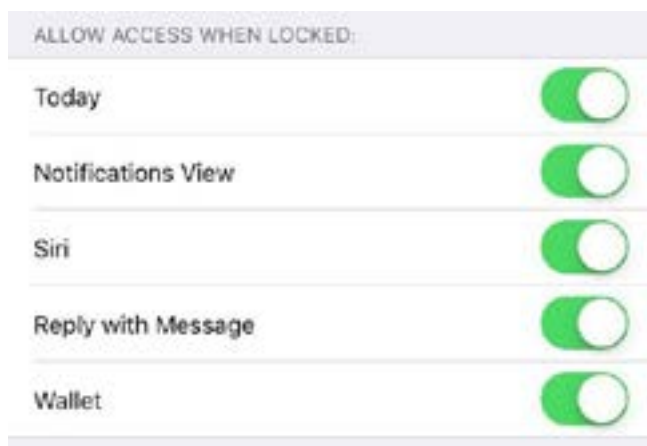 ALLOW ACCESS WHEN LOCKED:
Today
Notifications View
Siri
Reply with Message
Wallet